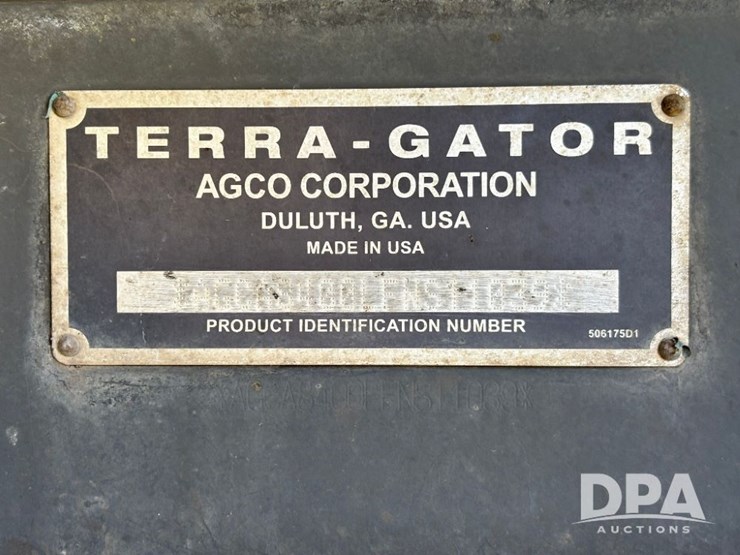 TERRA-GATOR
AGCO CORPORATION
DULUTH, GA. USA
MADE IN USA
PRODUCT IDENTIFICATION NUMBER
506175D1
DPA
AUCTIONS